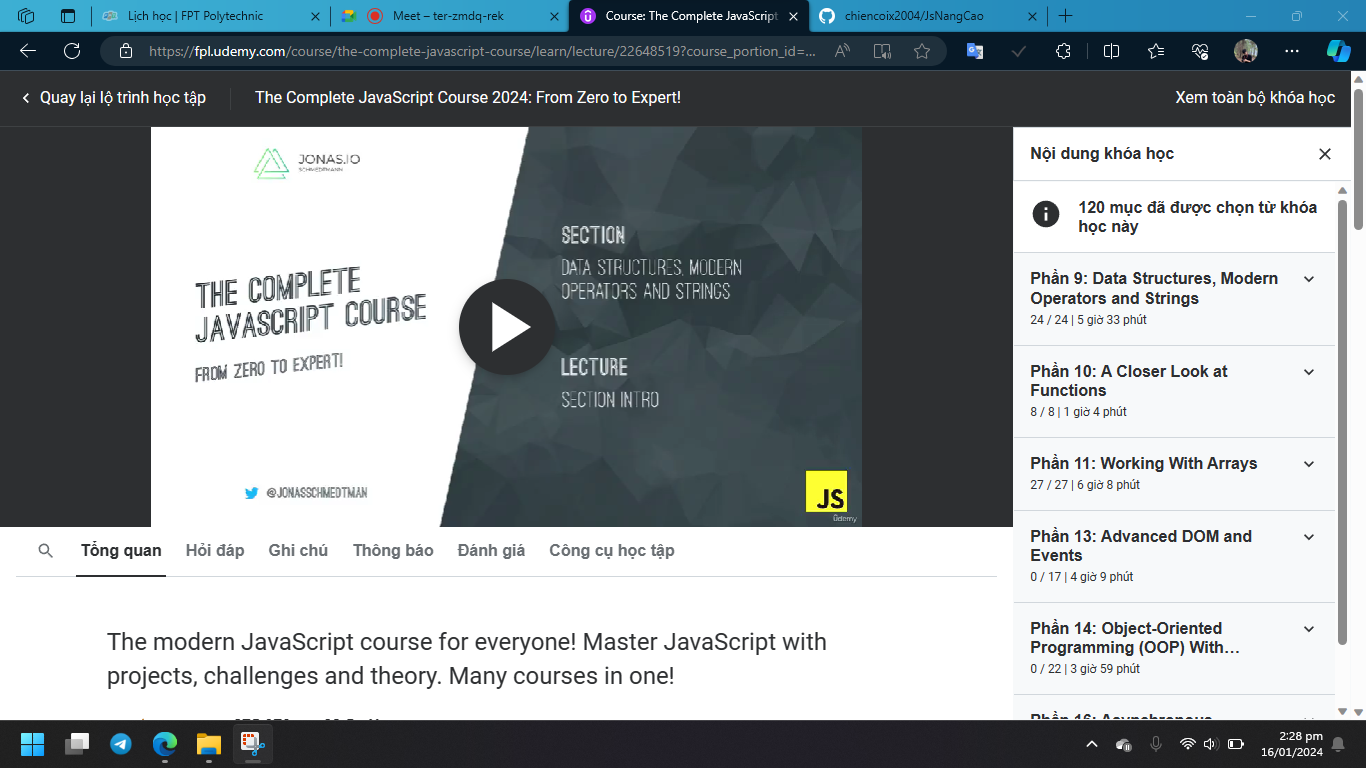 Lịch học | FPT Polytechnic
Meet – ter-zmdq-rek
Course: The Complete JavaScript
chiencoix2004/JsNangCao
https://fpl.udemy.com/course/the-complete-javascript-course/learn/lecture/22648519?course_portion_id=...
Quay lại lộ trình học tập
The Complete JavaScript Course 2024: From Zero to Expert!
Xem toàn bộ khóa học
JONAS.IO
SCHMEDTMANN
THE COMPLETE
JAVASCRIPT COURSE
FROM ZERO TO EXPERT!
@JONASSCHMEDTMAN
SECTION
DATA STRUCTURES, MODERN
OPERATORS AND STRINGS
LECTURE
SECTION INTRO
JS
ûdemy
Nội dung khóa học
120 mục đã được chọn từ khóa
học này
Phần 9: Data Structures, Modern
Operators and Strings
24 / 24 | 5 giờ 33 phút
Phần 10: A Closer Look at
Functions
8 / 8 | 1 giờ 4 phút
Phần 11: Working With Arrays
27 / 27 | 6 giờ 8 phút
Phần 13: Advanced DOM and
Events
0 / 17 | 4 giờ 9 phút
Phần 14: Object-Oriented
Programming (OOP) With…
0 / 22 | 3 giờ 59 phút
Phần 16: Asynchronous
Tổng quan
Hỏi đáp
Ghi chú
Thông báo
Đánh giá
Công cụ học tập
The modern JavaScript course for everyone! Master JavaScript with
projects, challenges and theory. Many courses in one!
2:28 pm
16/01/2024